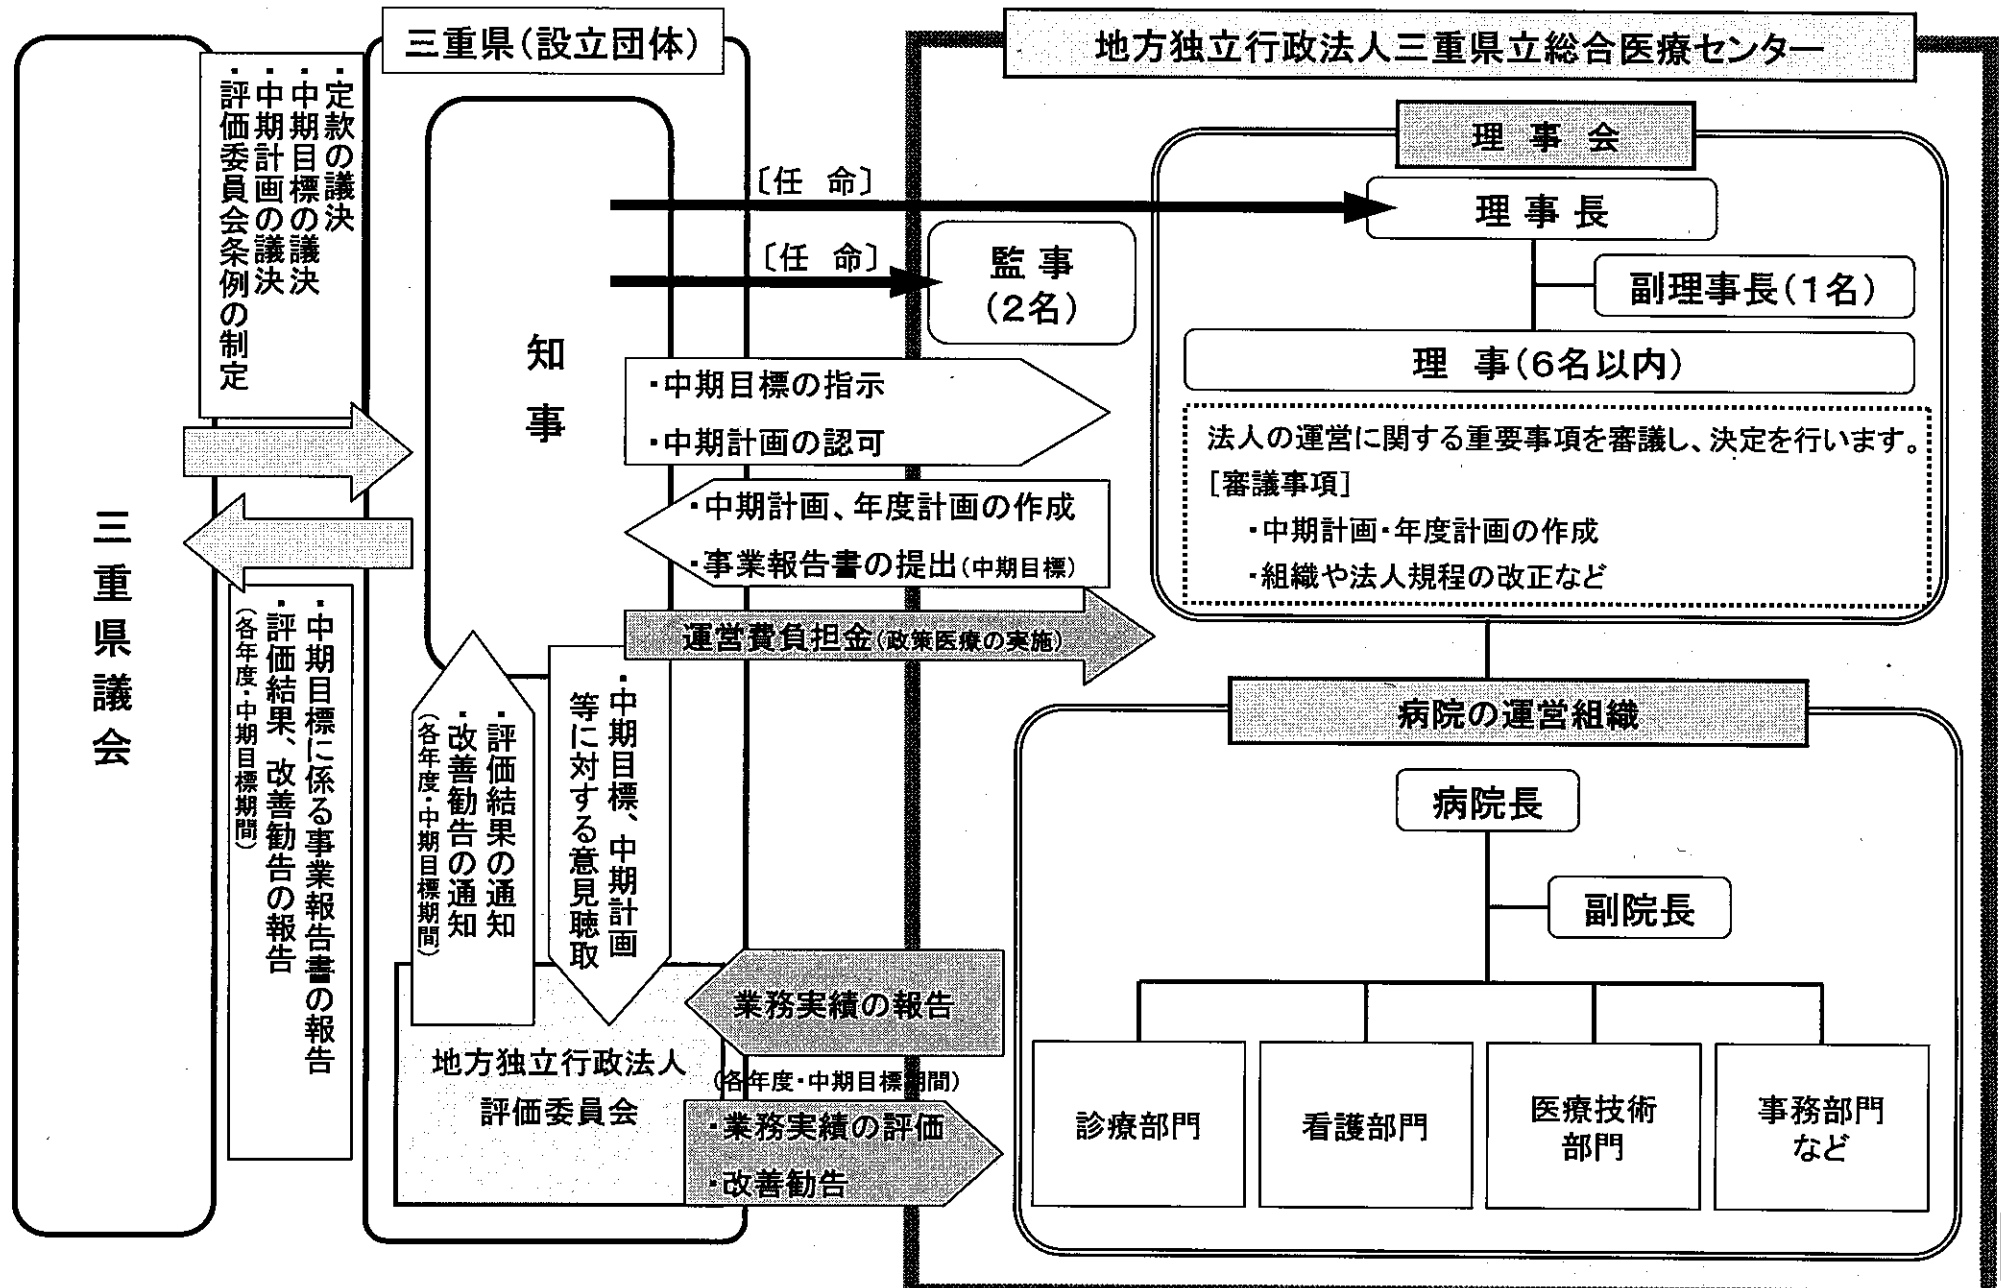 三重県議会
・定款の議決
・中期目標の議決
・中期計画の議決
・評価委員会条例の制定
・中期目標に係る事業報告書の報告
・評価結果、改善勧告の報告
(各年度・中期目標期間)
三重県(設立団体)
知事
〔任 命〕
〔任 命〕
・中期目標の指示
・中期計画の認可
・中期計画、年度計画の作成
・事業報告書の提出(中期目標)
運営費負担金(政策医療の実施)
・評価結果の通知
・改善勧告の通知
(各年度・中期目標期間)
・中期目標、中期計画
等に対する意見聴取
地方独立行政法人
評価委員会
業務実績の報告
(各年度・中期目標期間)
・業務実績の評価
・改善勧告
地方独立行政法人三重県立総合医療センター
監 事
(2名)
理 事 会
理 事 長
副理事長(1名)
理 事(6名以内)
法人の運営に関する重要事項を審議し、決定を行います。
[審議事項]
・中期計画・年度計画の作成
・組織や法人規程の改正など
病院の運営組織
病院長
副院長
診療部門
看護部門
医療技術
部門
事務部門
など